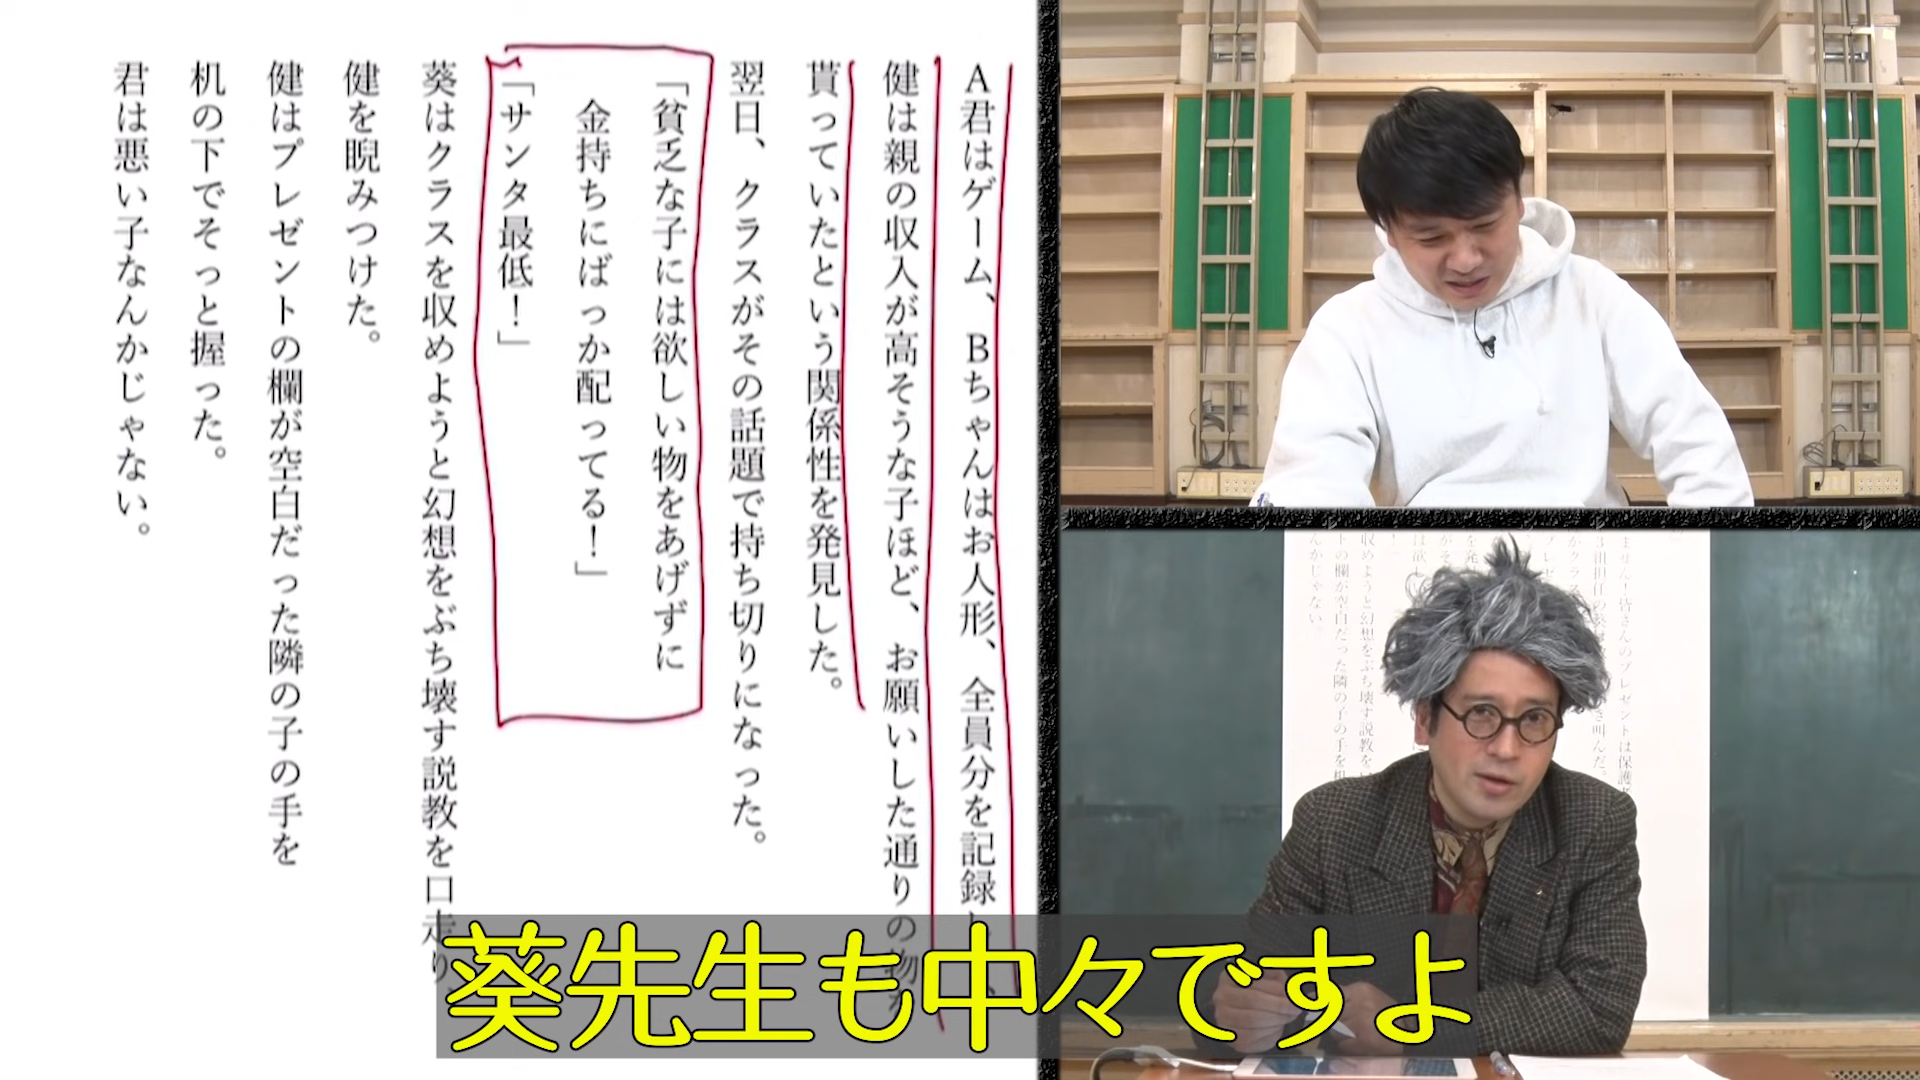 A君はゲーム、Bちゃんはお人形、全員分を記録し、
健は親の収入が高そうな子ほど、お願いした通りの物を
貰っていたという関係性を発見した。
翌日、クラスがその話題で持ち切りになった。
「貧乏な子には欲しい物をあげずに
金持ちにばっか配ってる！」
「サンタ最低！」
葵はクラスを収めようと幻想をぶち壊す説教を口走り、
健を睨みつけた。
健はプレゼントの欄が空白だった隣の子の手を
机の下でそっと握った。
君は悪い子なんかじゃない。
葵先生も中々ですよ